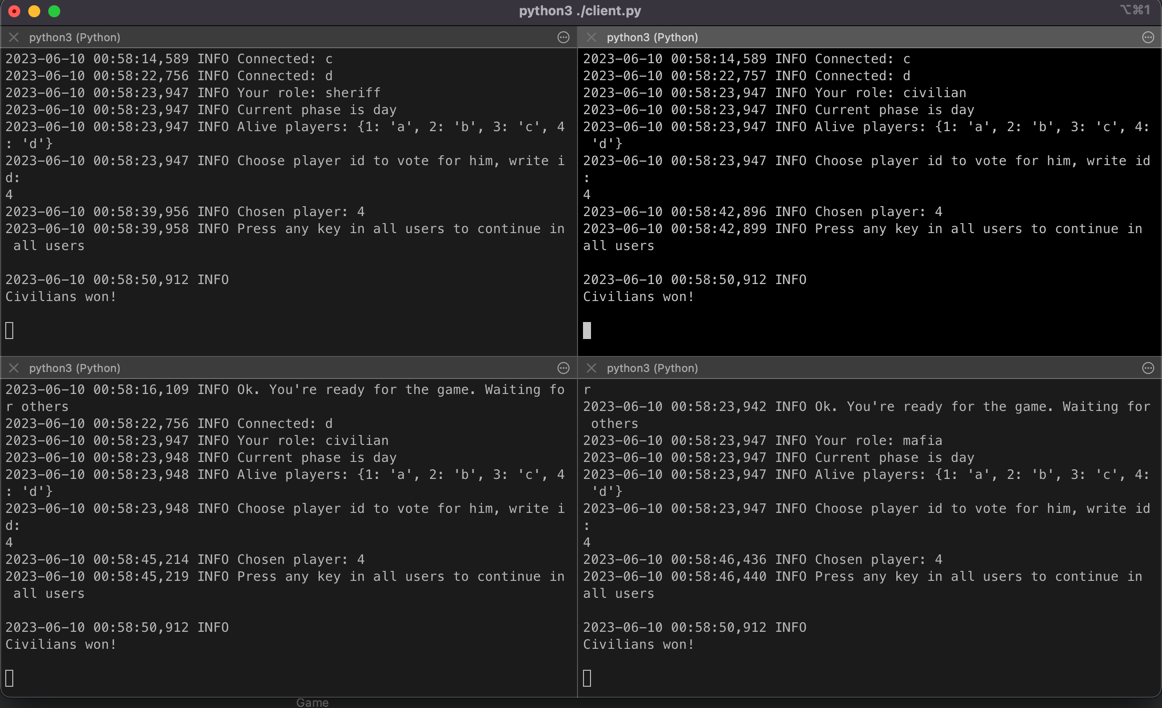 python3 ./client.py
⌥⌘1
python3 (Python)
2023-06-10 00:58:14,589 INFO Connected: c
2023-06-10 00:58:22,756 INFO Connected: d
2023-06-10 00:58:23,947 INFO Your role: sheriff
2023-06-10 00:58:23,947 INFO Current phase is day
2023-06-10 00:58:23,947 INFO Alive players: {1: 'a', 2: 'b', 3: 'c', 4
: 'd'}
2023-06-10 00:58:23,947 INFO Choose player id to vote for him, write i
d:
4
2023-06-10 00:58:39,956 INFO Chosen player: 4
2023-06-10 00:58:39,958 INFO Press any key in all users to continue in
 all users
2023-06-10 00:58:50,912 INFO
Civilians won!
python3 (Python)
2023-06-10 00:58:14,589 INFO Connected: c
2023-06-10 00:58:22,757 INFO Connected: d
2023-06-10 00:58:23,947 INFO Your role: civilian
2023-06-10 00:58:23,947 INFO Current phase is day
2023-06-10 00:58:23,947 INFO Alive players: {1: 'a', 2: 'b', 3: 'c', 4:
 'd'}
2023-06-10 00:58:23,947 INFO Choose player id to vote for him, write id
:
4
2023-06-10 00:58:42,896 INFO Chosen player: 4
2023-06-10 00:58:42,899 INFO Press any key in all users to continue in
all users
2023-06-10 00:58:50,912 INFO
Civilians won!
python3 (Python)
2023-06-10 00:58:16,109 INFO Ok. You're ready for the game. Waiting fo
r others
2023-06-10 00:58:22,756 INFO Connected: d
2023-06-10 00:58:23,947 INFO Your role: civilian
2023-06-10 00:58:23,948 INFO Current phase is day
2023-06-10 00:58:23,948 INFO Alive players: {1: 'a', 2: 'b', 3: 'c', 4
: 'd'}
2023-06-10 00:58:23,948 INFO Choose player id to vote for him, write i
d:
4
2023-06-10 00:58:45,214 INFO Chosen player: 4
2023-06-10 00:58:45,219 INFO Press any key in all users to continue in
 all users
2023-06-10 00:58:50,912 INFO
Civilians won!
python3 (Python)
r
2023-06-10 00:58:23,942 INFO Ok. You're ready for the game. Waiting for
 others
2023-06-10 00:58:23,947 INFO Your role: mafia
2023-06-10 00:58:23,947 INFO Current phase is day
2023-06-10 00:58:23,947 INFO Alive players: {1: 'a', 2: 'b', 3: 'c', 4:
 'd'}
2023-06-10 00:58:23,947 INFO Choose player id to vote for him, write id
:
4
2023-06-10 00:58:46,436 INFO Chosen player: 4
2023-06-10 00:58:46,440 INFO Press any key in all users to continue in
all users
2023-06-10 00:58:50,912 INFO
Civilians won!
Game